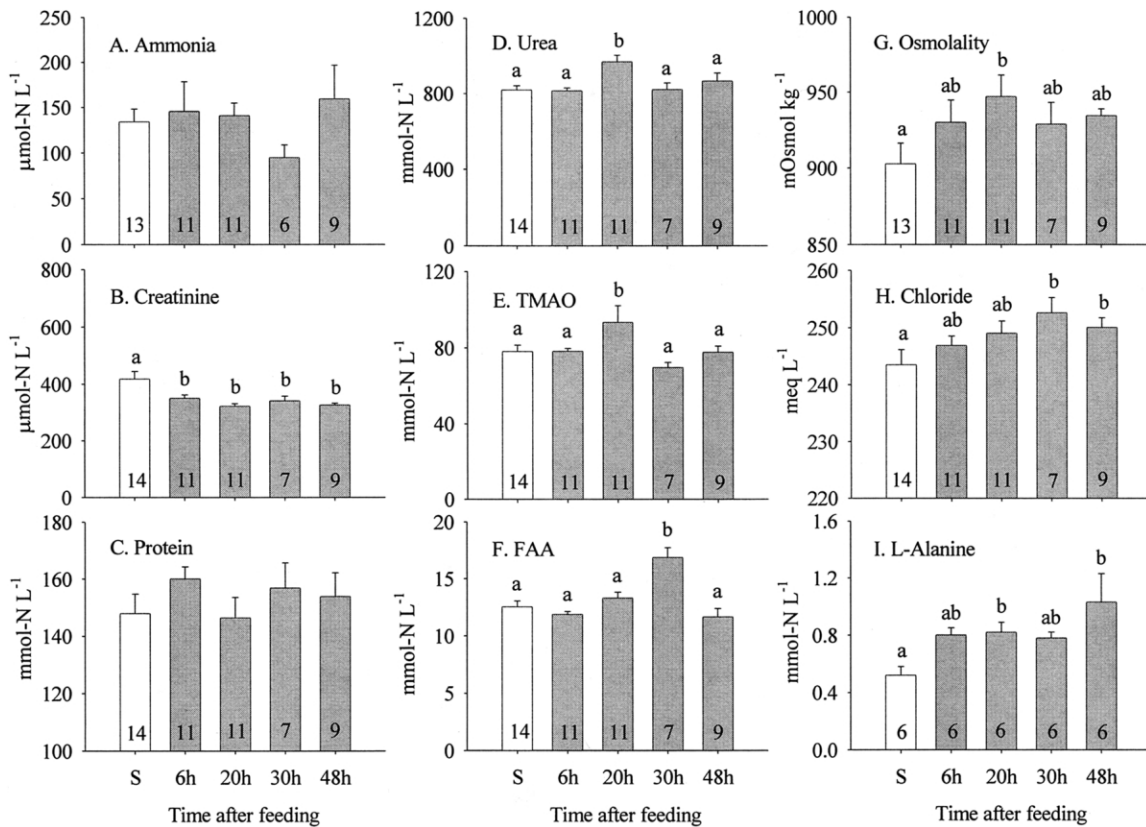 A. Ammonia
250
200
150
100
50
0
µmol-N L⁻¹
13
11
11
6
9
B. Creatinine
800
600
400
200
0
µmol-N L⁻¹
a
b
b
b
b
14
11
11
7
9
C. Protein
180
160
140
120
100
mmol-N L⁻¹
14
11
11
7
9
S 6h 20h 30h 48h
Time after feeding
D. Urea
1200
800
400
0
mmol-N L⁻¹
a
a
b
a
a
14
11
11
7
9
E. TMAO
120
80
40
0
mmol-N L⁻¹
a
a
b
a
a
14
11
11
7
9
F. FAA
20
15
10
5
0
mmol-N L⁻¹
a
a
a
b
a
14
11
11
7
9
S 6h 20h 30h 48h
Time after feeding
G. Osmolality
1000
950
900
850
mOsmol kg⁻¹
a
ab
b
ab
ab
13
11
11
7
9
H. Chloride
260
250
240
230
220
meq L⁻¹
a
ab
ab
b
b
14
11
11
7
9
I. L-Alanine
1.6
1.2
0.8
0.4
0.0
mmol-N L⁻¹
a
ab
b
ab
b
6
6
6
6
6
S 6h 20h 30h 48h
Time after feeding